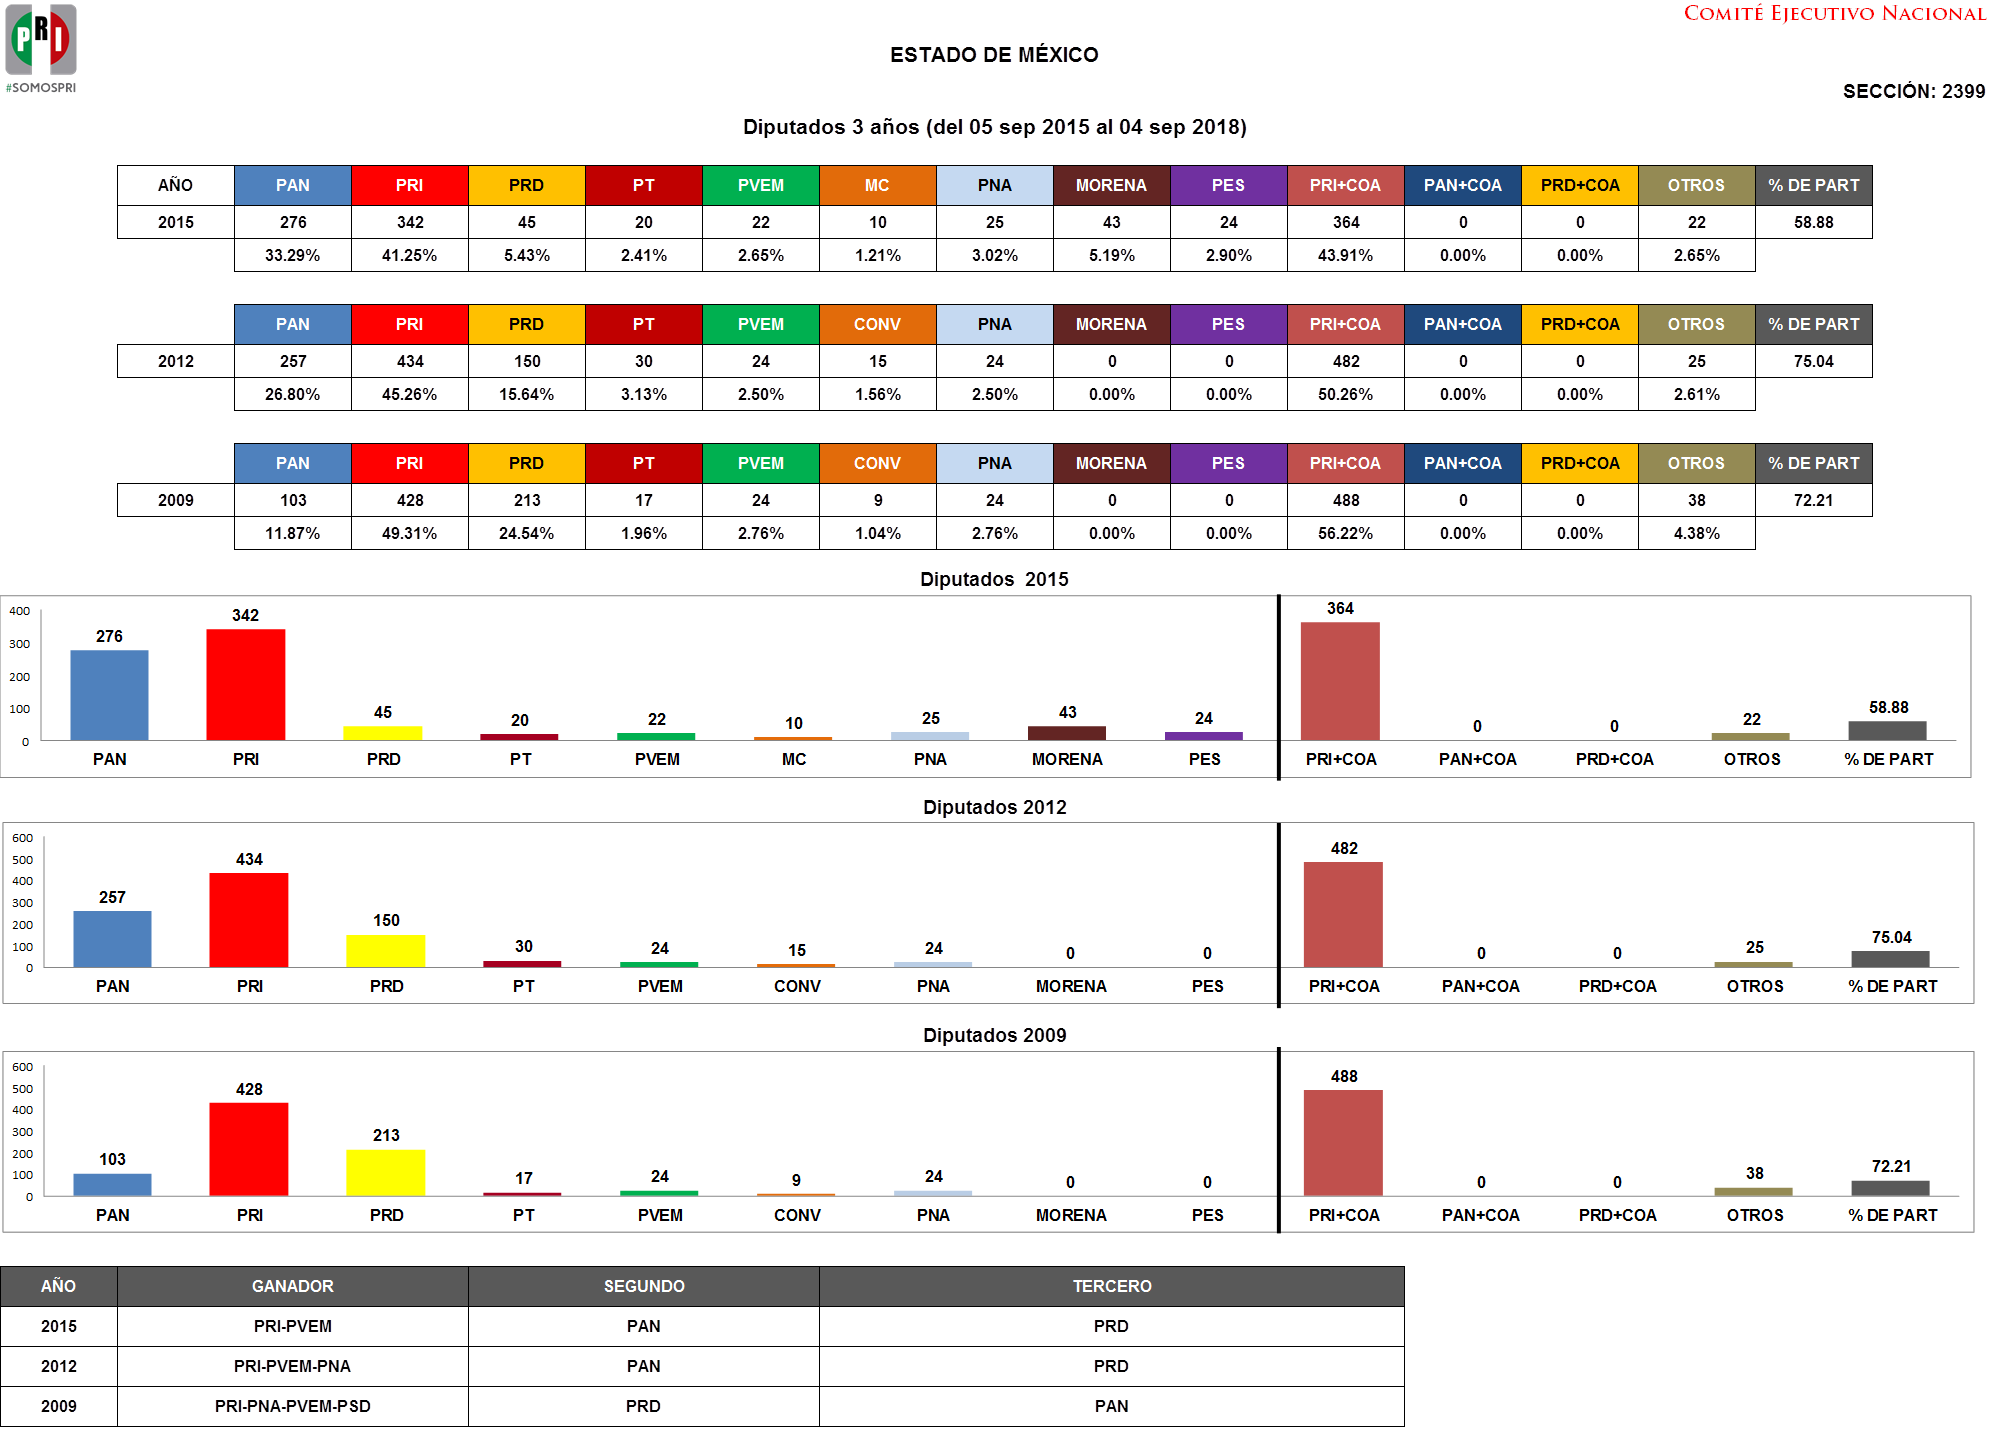 PRI
#SOMOSPRI
COMITÉ EJECUTIVO NACIONAL
ESTADO DE MÉXICO
SECCIÓN: 2399
Diputados 3 años (del 05 sep 2015 al 04 sep 2018)
AÑO PAN PRI PRD PT PVEM MC PNA MORENA PES PRI+COA PAN+COA PRD+COA OTROS % DE PART
2015 276 342 45 20 22 10 25 43 24 364 0 0 22 58.88
33.29% 41.25% 5.43% 2.41% 2.65% 1.21% 3.02% 5.19% 2.90% 43.91% 0.00% 0.00% 2.65%
PAN PRI PRD PT PVEM CONV PNA MORENA PES PRI+COA PAN+COA PRD+COA OTROS % DE PART
2012 257 434 150 30 24 15 24 0 0 482 0 0 25 75.04
26.80% 45.26% 15.64% 3.13% 2.50% 1.56% 2.50% 0.00% 0.00% 50.26% 0.00% 0.00% 2.61%
PAN PRI PRD PT PVEM CONV PNA MORENA PES PRI+COA PAN+COA PRD+COA OTROS % DE PART
2009 103 428 213 17 24 9 24 0 0 488 0 0 38 72.21
11.87% 49.31% 24.54% 1.96% 2.76% 1.04% 2.76% 0.00% 0.00% 56.22% 0.00% 0.00% 4.38%
Diputados 2015
400
300
200
100
0
276 342 45 20 22 10 25 43 24 364 0 0 22 58.88
PAN PRI PRD PT PVEM MC PNA MORENA PES PRI+COA PAN+COA PRD+COA OTROS % DE PART
Diputados 2012
600
500
400
300
200
100
0
257 434 150 30 24 15 24 0 0 482 0 0 25 75.04
PAN PRI PRD PT PVEM CONV PNA MORENA PES PRI+COA PAN+COA PRD+COA OTROS % DE PART
Diputados 2009
600
500
400
300
200
100
0
103 428 213 17 24 9 24 0 0 488 0 0 38 72.21
PAN PRI PRD PT PVEM CONV PNA MORENA PES PRI+COA PAN+COA PRD+COA OTROS % DE PART
AÑO GANADOR SEGUNDO TERCERO
2015 PRI-PVEM PAN PRD
2012 PRI-PVEM-PNA PAN PRD
2009 PRI-PNA-PVEM-PSD PRD PAN